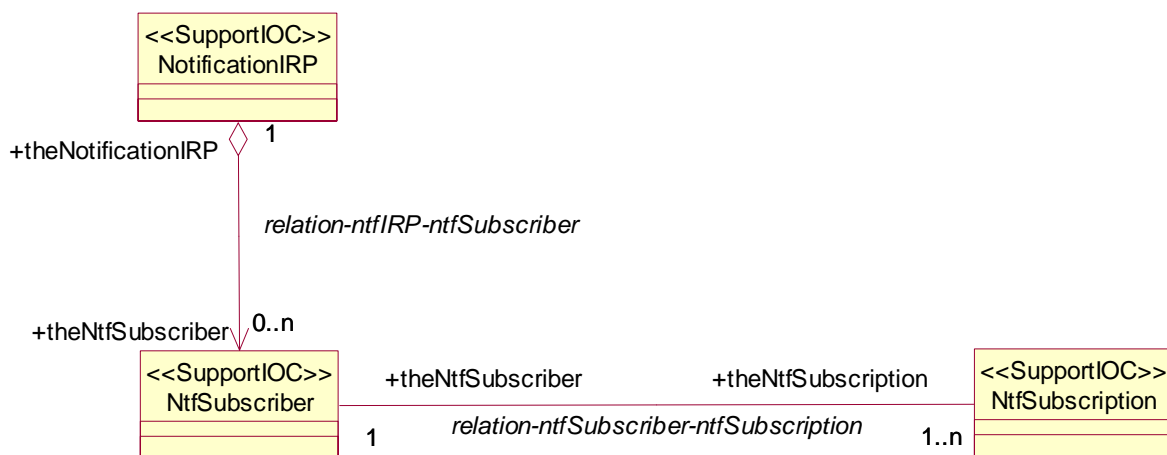 <<SupportIOC>>
NotificationIRP
1
+theNotificationIRP
relation-ntfIRP-ntfSubscriber
0..n
+theNtfSubscriber
<<SupportIOC>>
NtfSubscriber
+theNtfSubscriber
+theNtfSubscription
<<SupportIOC>>
NtfSubscription
relation-ntfSubscriber-ntfSubscription
1
1..n